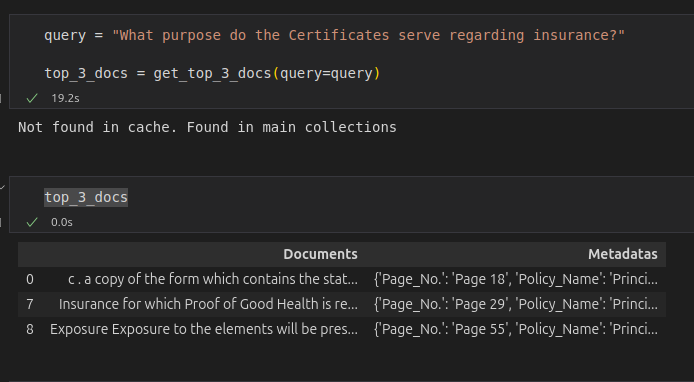 query = "What purpose do the Certificates serve regarding insurance?"
top_3_docs = get_top_3_docs(query=query)
19.2s
Not found in cache. Found in main collections
top_3_docs
0.0s
Documents Metadatas
0 c . a copy of the form which contains the stat... {'Page_No.': 'Page 18', 'Policy_Name': 'Princi...
7 Insurance for which Proof of Good Health is re... {'Page_No.': 'Page 29', 'Policy_Name': 'Princi...
8 Exposure Exposure to the elements will be pres... {'Page_No.': 'Page 55', 'Policy_Name': 'Princi...